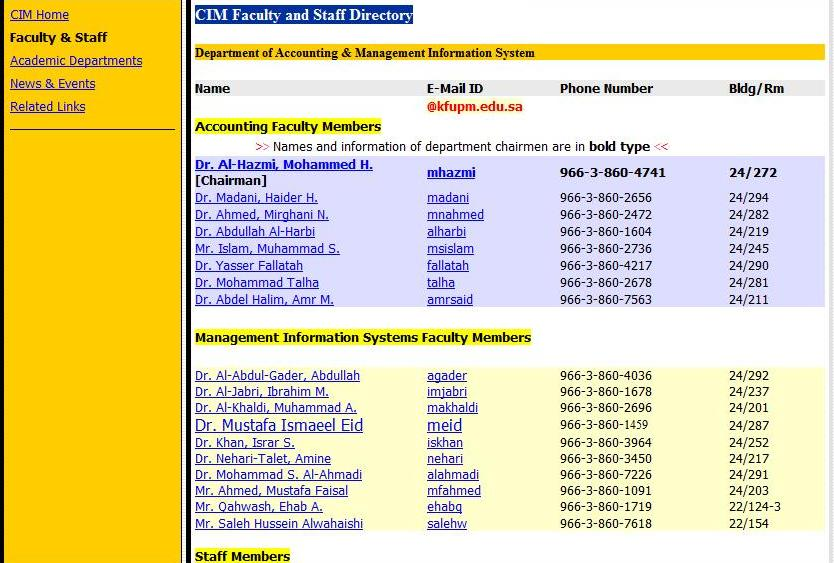 CIM Home
Faculty & Staff
Academic Departments
News & Events
Related Links
CIM Faculty and Staff Directory
Department of Accounting & Management Information System
Name E-Mail ID Phone Number Bldg/Rm
@kfupm.edu.sa
Accounting Faculty Members
>> Names and information of department chairmen are in bold type <<
Dr. Al-Hazmi, Mohammed H.
[Chairman] mhazmi 966-3-860-4741 24/272
Dr. Madani, Haider H. madani 966-3-860-2656 24/294
Dr. Ahmed, Mirghani N. mnahmed 966-3-860-2472 24/282
Dr. Abdullah Al-Harbi alharbi 966-3-860-1604 24/219
Mr. Islam, Muhammad S. msislam 966-3-860-2736 24/245
Dr. Yasser Fallatah fallatah 966-3-860-4217 24/290
Dr. Mohammad Talha talha 966-3-860-2678 24/281
Dr. Abdel Halim, Amr M. amrsaid 966-3-860-7563 24/211
Management Information Systems Faculty Members
Dr. Al-Abdul-Gader, Abdullah agader 966-3-860-4036 24/292
Dr. Al-Jabri, Ibrahim M. imjabri 966-3-860-1678 24/237
Dr. Al-Khaldi, Muhammad A. makhaldi 966-3-860-2696 24/201
Dr. Mustafa Ismaeel Eid meid 966-3-860-1459 24/287
Dr. Khan, Israr S. iskhan 966-3-860-3964 24/252
Dr. Nehari-Talet, Amine nehari 966-3-860-3450 24/217
Dr. Mohammad S. Al-Ahmadi alahmadi 966-3-860-7226 24/291
Mr. Ahmed, Mustafa Faisal mfahmed 966-3-860-1091 24/203
Mr. Qahwash, Ehab A. ehabq 966-3-860-1719 22/124-3
Mr. Saleh Hussein Alwahaishi salehw 966-3-860-7618 22/154
Staff Members